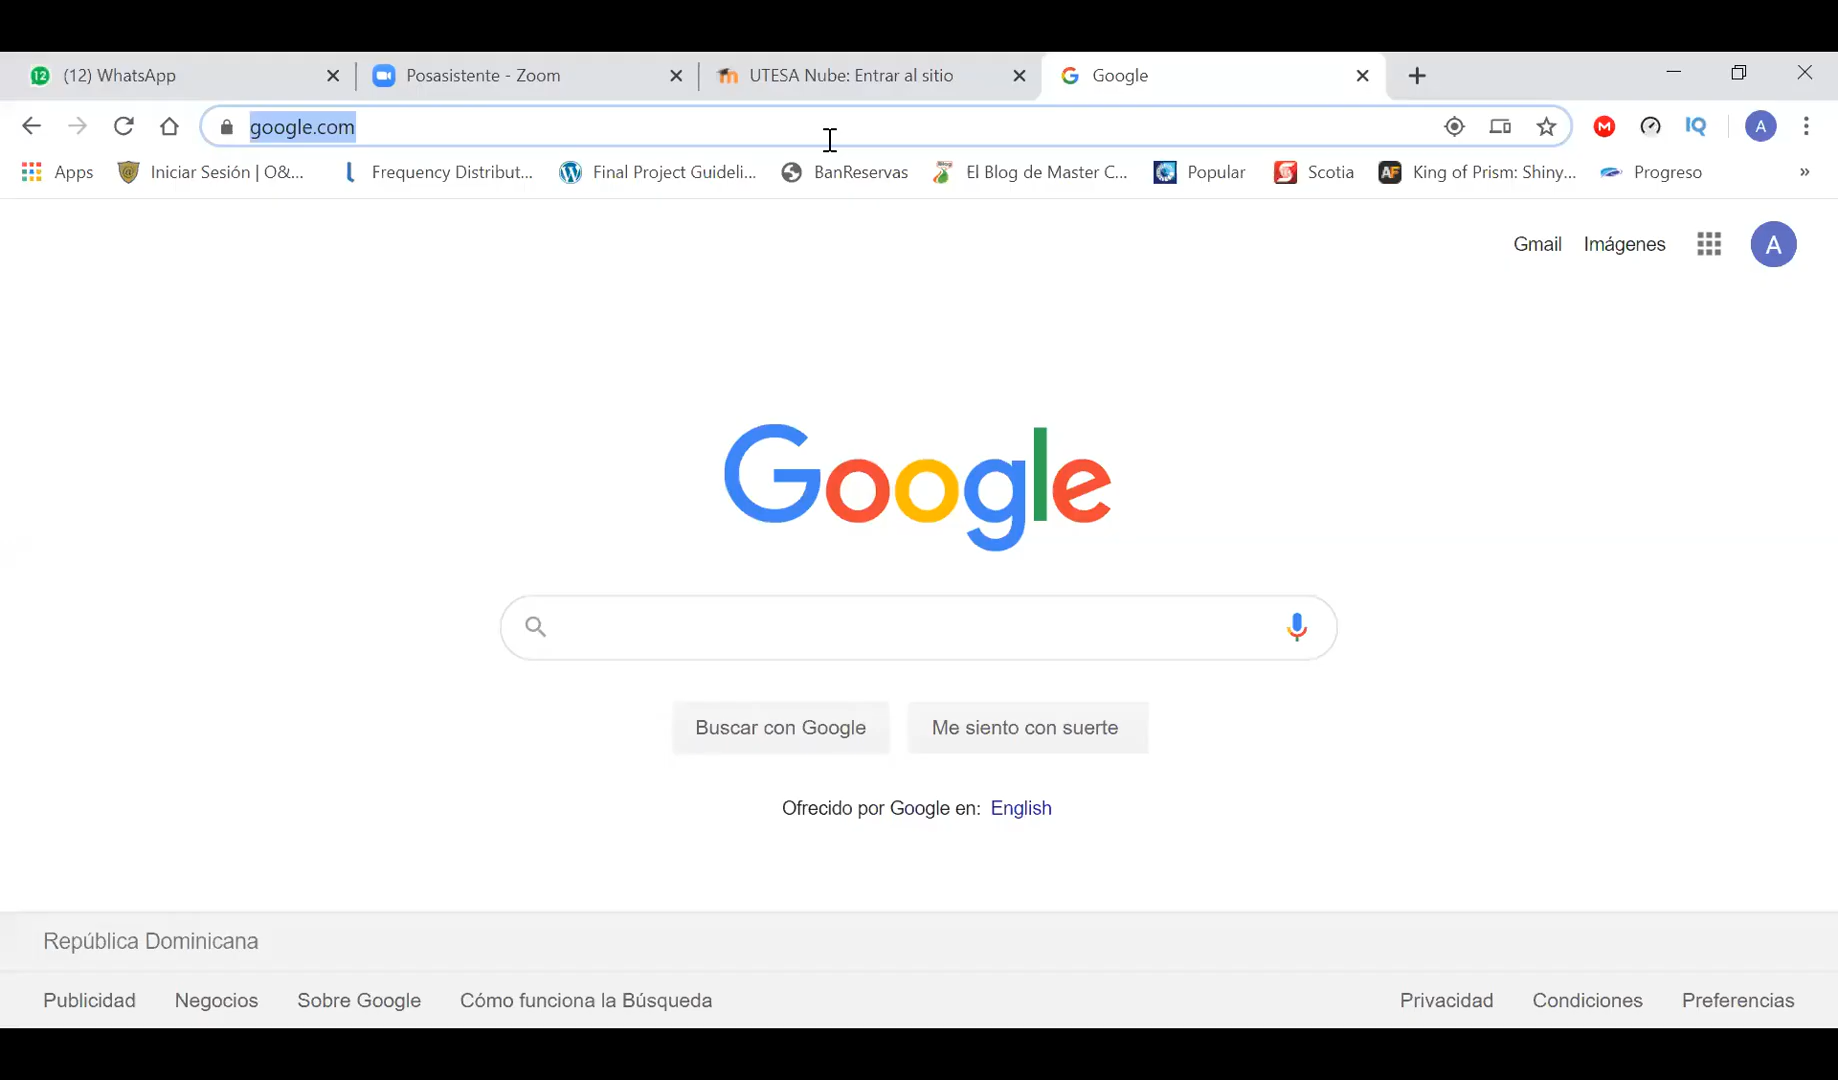 12 (12) WhatsApp Posasistente - Zoom UTESA Nube: Entrar al sitio Google
google.com M IQ A
Apps Iniciar Sesión | O&... Frequency Distribut... Final Project Guideli... BanReservas El Blog de Master C... Popular Scotia AF King of Prism: Shiny... Progreso »
Gmail Imágenes A
Google
Buscar con Google Me siento con suerte
Ofrecido por Google en: English
República Dominicana
Publicidad Negocios Sobre Google Cómo funciona la Búsqueda Privacidad Condiciones Preferencias